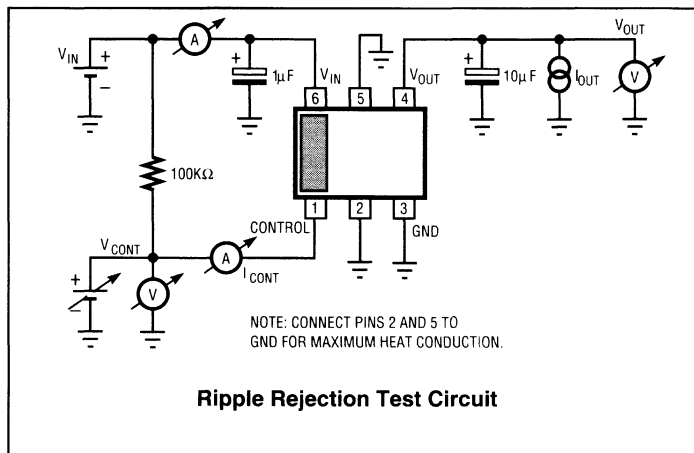 A
V_IN
+
−
+
1µF
V_IN
V_OUT
+
10µF
I_OUT
V_OUT
V
6
5
4
100KΩ
1
2
3
CONTROL
GND
V_CONT
A
I_CONT
+
−
V
NOTE: CONNECT PINS 2 AND 5 TO
GND FOR MAXIMUM HEAT CONDUCTION.
Ripple Rejection Test Circuit